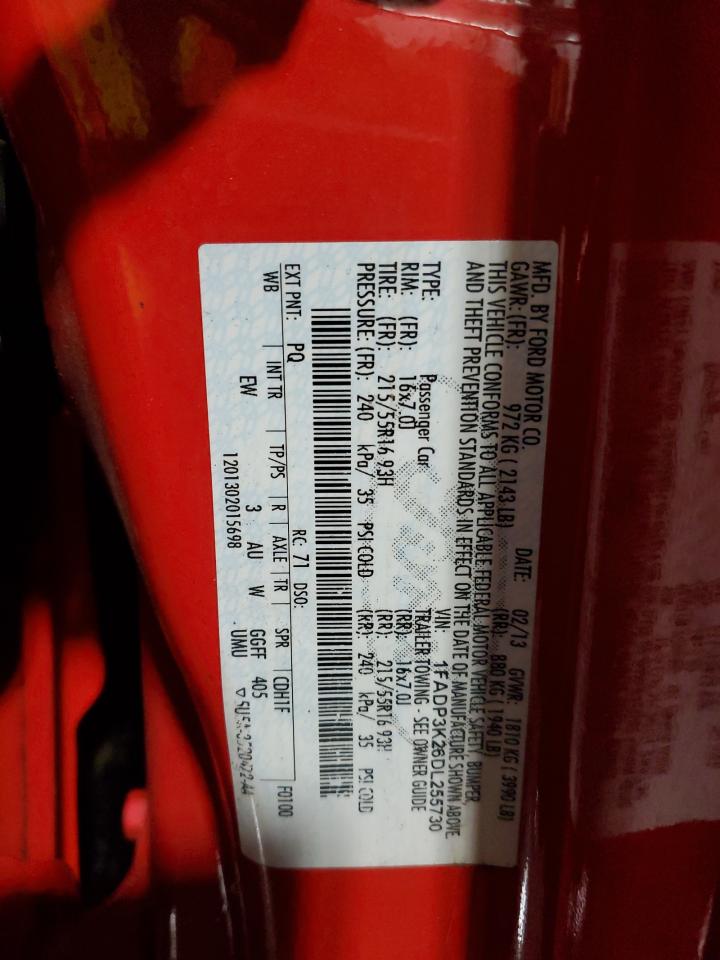 MFD. BY FORD MOTOR CO.
DATE: 02/13 GVWR: 1810 KG / 3990 LB)
GAWR: (FR): 972 KG ( 2143 LB) (RR): 880 KG ( 1940 LB)
THIS VEHICLE CONFORMS TO ALL APPLICABLE FEDERAL MOTOR VEHICLE SAFETY, BUMPER,
AND THEFT PREVENTION STANDARDS IN EFFECT ON THE DATE OF MANUFACTURE SHOWN ABOVE
VIN: 1FADP3K26DL255730
TYPE: Passenger Car TRAILER TOWING - SEE OWNER GUIDE
RIM: (FR): 16x7.0J (RR): 16x7.0J
TIRE: (FR): 215/55R16 93H (RR): 215/55R16 93H
PRESSURE: (FR): 240 kPa/ 35 PSI COLD (RR): 240 kPa/ 35 PSI COLD
EXT PNT: PQ RC: 71 DSO: F0100
WB INT TR TP/PS R AXLE TR SPR CDH1F
EW 3 AU W GGFF 405
1201302015698 UMU